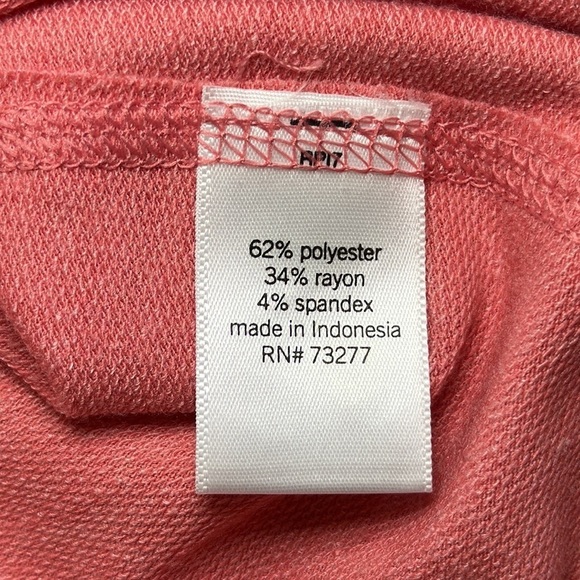 RPI7
62% polyester
34% rayon
4% spandex
made in Indonesia
RN# 73277